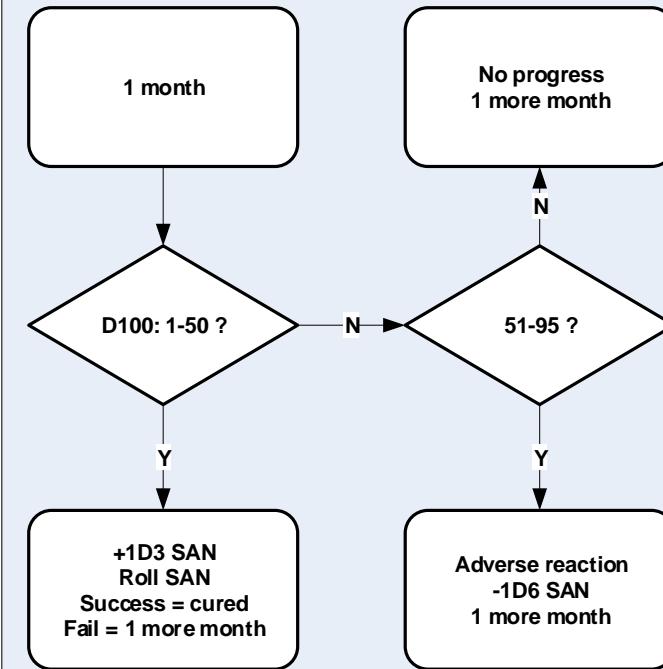 1 month
No progress
1 more month
N
D100: 1-50 ?
N
51-95 ?
Y
Y
+1D3 SAN
Roll SAN
Success = cured
Fail = 1 more month
Adverse reaction
-1D6 SAN
1 more month